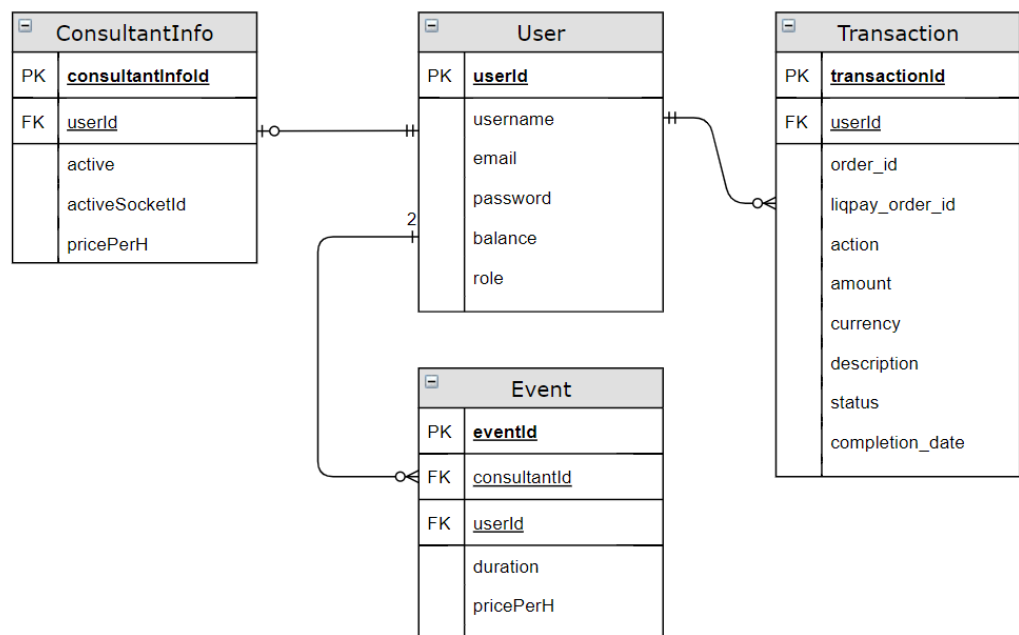 ConsultantInfo
PK consultantInfoId
FK userId
active
activeSocketId
pricePerH
User
PK userId
username
email
password
balance
role
2
Transaction
PK transactionId
FK userId
order_id
liqpay_order_id
action
amount
currency
description
status
completion_date
Event
PK eventId
FK consultantId
FK userId
duration
pricePerH